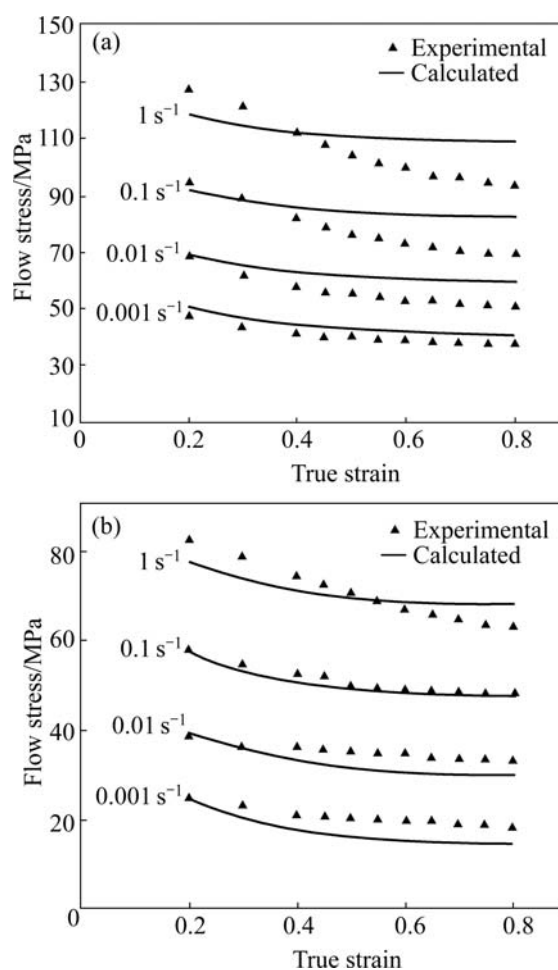 (a)
▲ Experimental
— Calculated
150
130
110
90
70
50
30
10
Flow stress/MPa
1 s⁻¹
0.1 s⁻¹
0.01 s⁻¹
0.001 s⁻¹
0 0.2 0.4 0.6 0.8
True strain
(b)
▲ Experimental
— Calculated
80
60
40
20
0
Flow stress/MPa
1 s⁻¹
0.1 s⁻¹
0.01 s⁻¹
0.001 s⁻¹
0.2 0.4 0.6 0.8
True strain